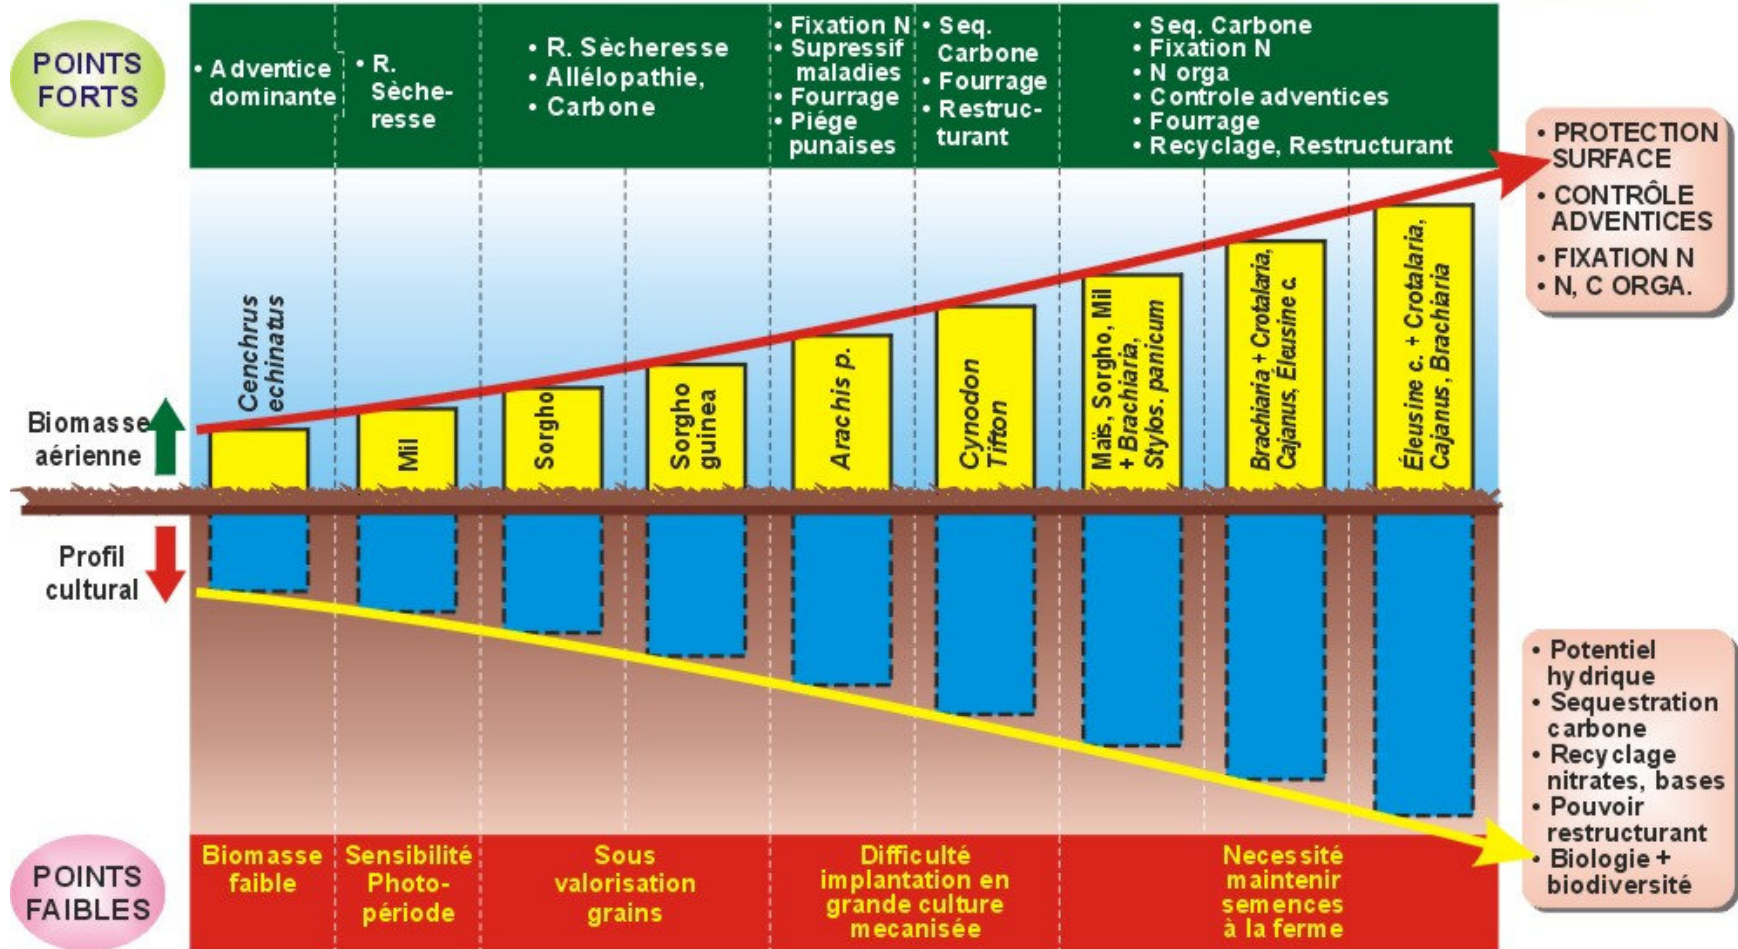 POINTS
FORTS
• Adventice
dominante
• R.
Sèche-
resse
• R. Sècheresse
• Allélopathie,
• Carbone
• Fixation N
• Supressif
maladies
• Fourrage
• Piége
punaises
• Seq.
Carbone
• Fourrage
• Restruc-
turant
• Seq. Carbone
• Fixation N
• N orga
• Controle adventices
• Fourrage
• Recyclage, Restructurant
• PROTECTION
SURFACE
• CONTRÔLE
ADVENTICES
• FIXATION N
• N, C ORGA.
Biomasse
aérienne
Cenchrus
echinatus
Mil
Sorgho
Sorgho
guinea
Arachis p.
Cynodon
Tifton
Maïs, Sorgho, Mil
+ Brachiaria,
Stylos. panicum
Brachiaria + Crotalaria,
Cajanus, Éleusine c.
Éleusine c. + Crotalaria,
Cajanus, Brachiaria
Profil
cultural
• Potentiel
hydrique
• Sequestration
carbone
• Recyclage
nitrates, bases
• Pouvoir
restructurant
• Biologie +
biodiversité
POINTS
FAIBLES
Biomasse
faible
Sensibilité
Photo-
période
Sous
valorisation
grains
Difficulté
implantation en
grande culture
mecanisée
Necessité
maintenir
semences
à la ferme